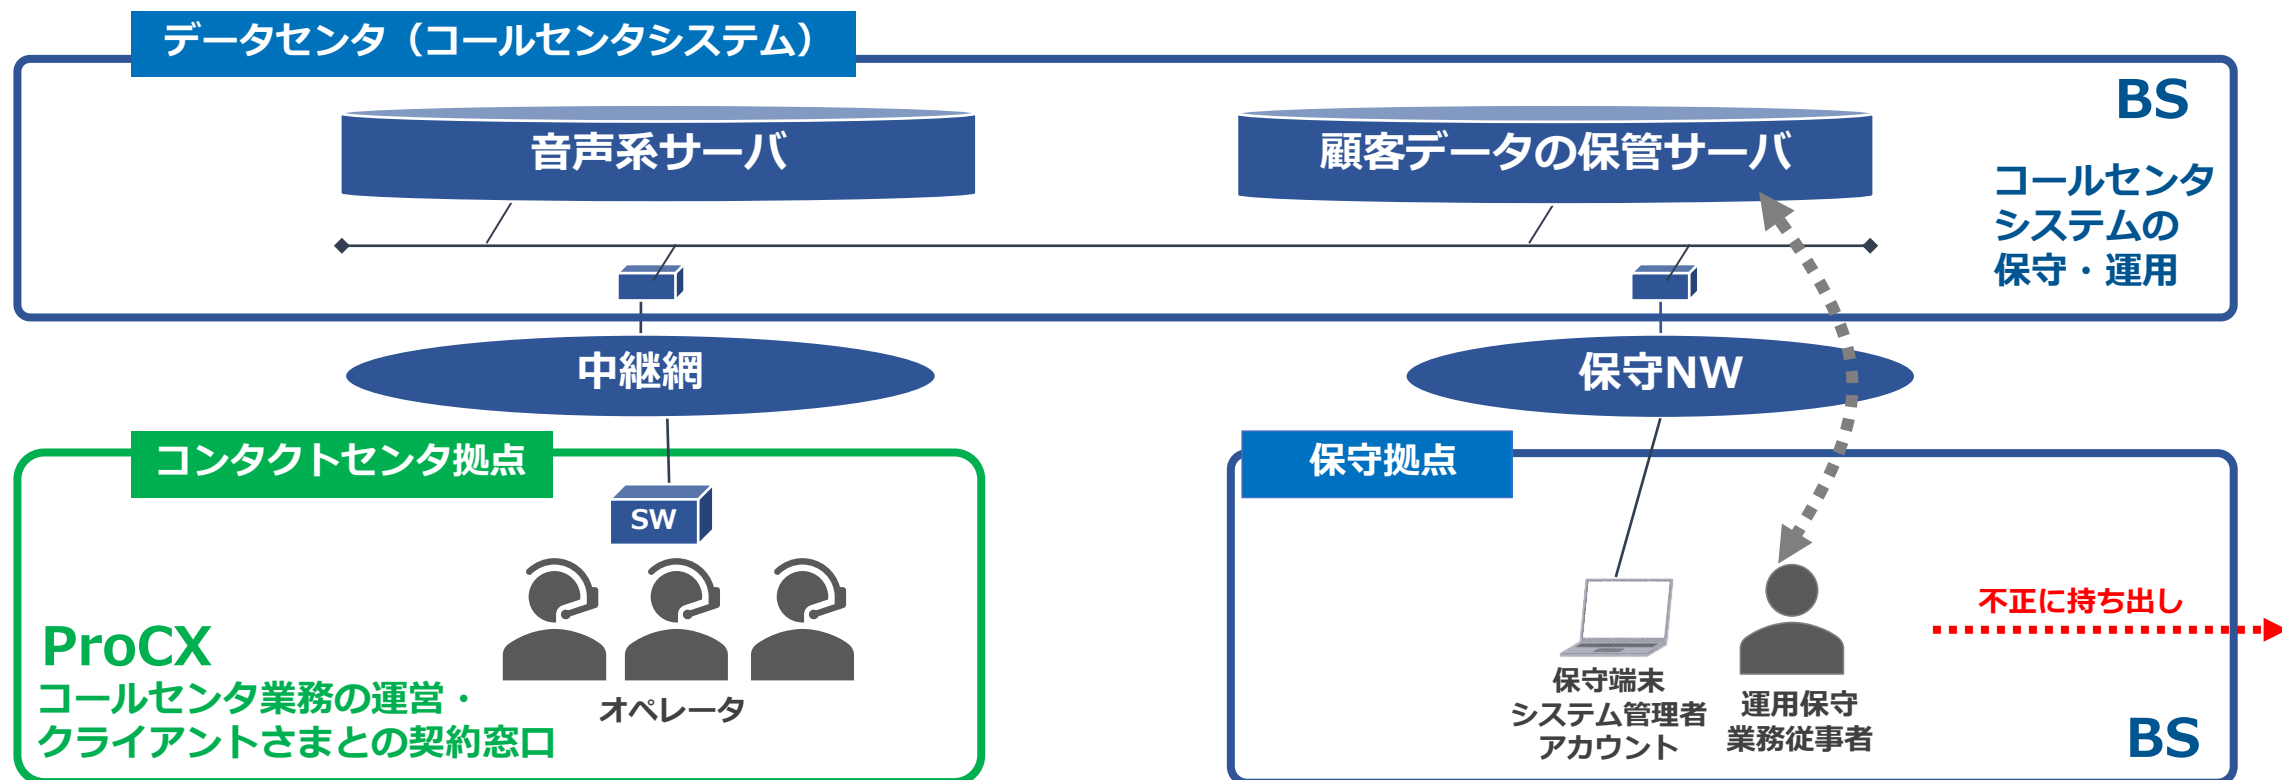 データセンタ（コールセンタシステム）
BS
音声系サーバ
顧客データの保管サーバ
コールセンタ
システムの
保守・運用
中継網
保守NW
コンタクトセンタ拠点
保守拠点
SW
不正に持ち出し
ProCX
コールセンタ業務の運営・
クライアントさまとの契約窓口
オペレータ
保守端末
システム管理者
アカウント
運用保守
業務従事者
BS